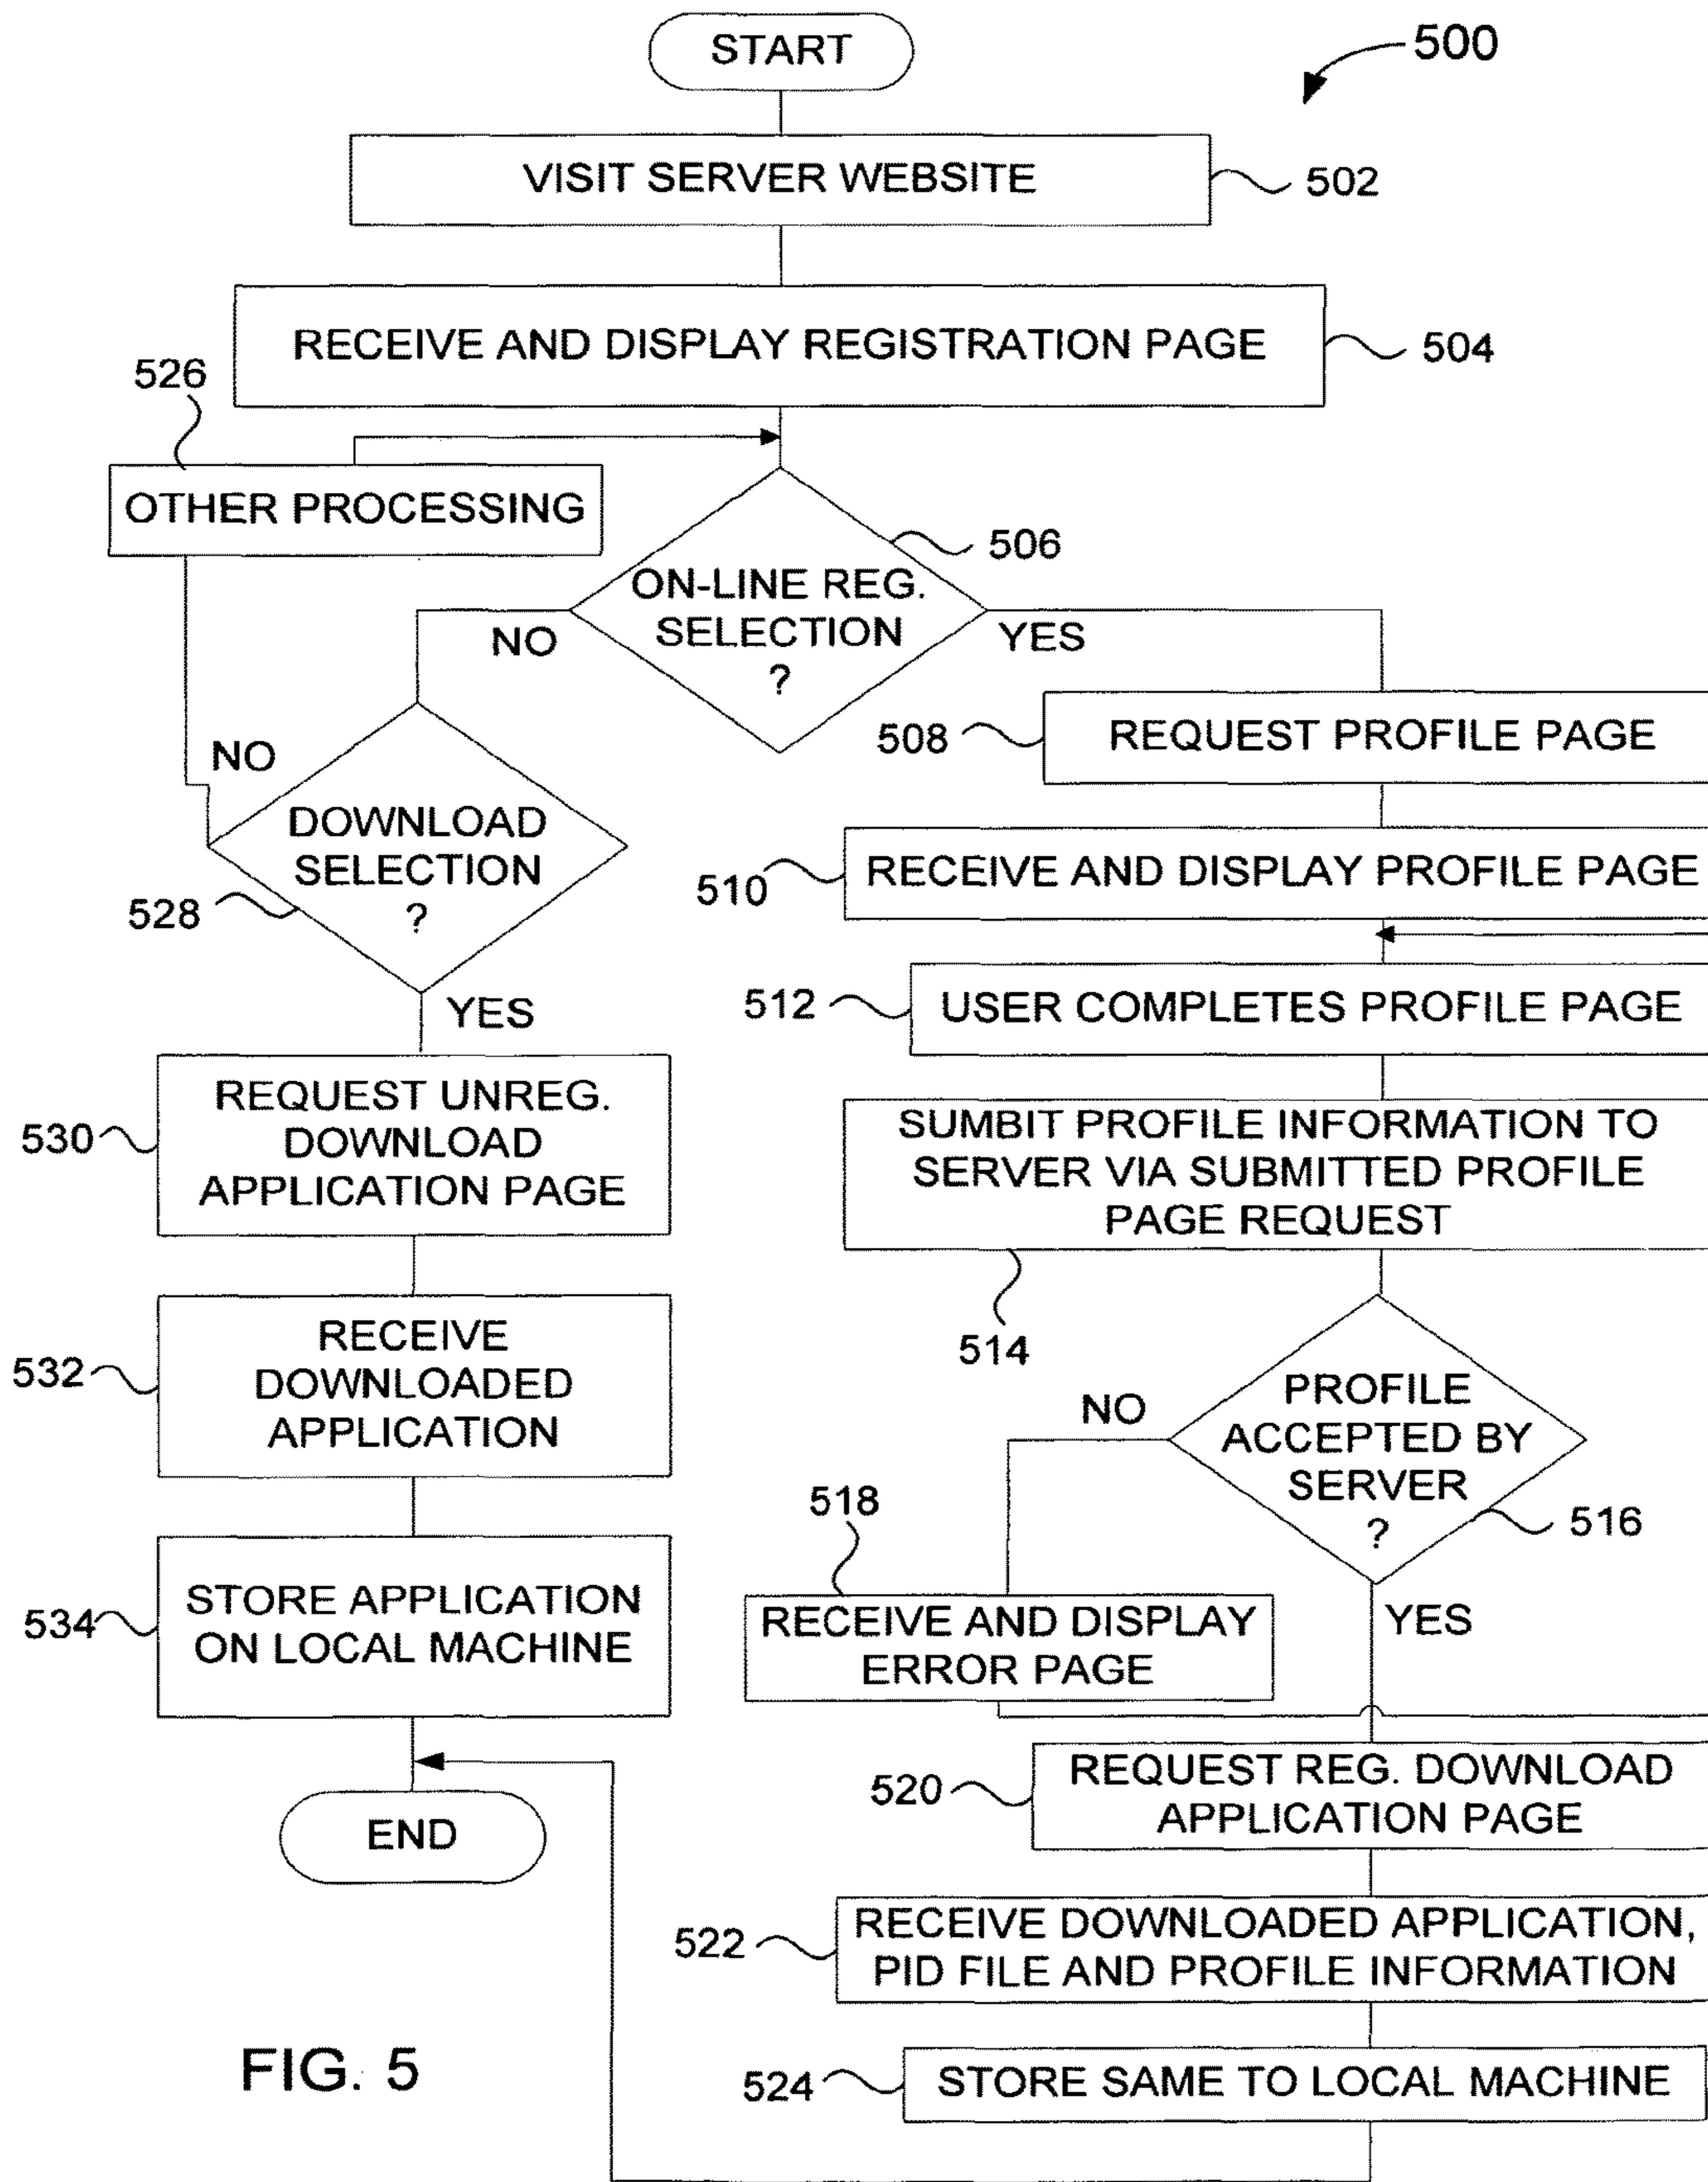 START
500
VISIT SERVER WEBSITE
502
RECEIVE AND DISPLAY REGISTRATION PAGE
504
526
OTHER PROCESSING
506
ON-LINE REG.
SELECTION
?
NO
YES
508
REQUEST PROFILE PAGE
NO
DOWNLOAD
SELECTION
?
528
YES
510
RECEIVE AND DISPLAY PROFILE PAGE
512
USER COMPLETES PROFILE PAGE
530
REQUEST UNREG.
DOWNLOAD
APPLICATION PAGE
SUMBIT PROFILE INFORMATION TO
SERVER VIA SUBMITTED PROFILE
PAGE REQUEST
514
532
RECEIVE
DOWNLOADED
APPLICATION
PROFILE
ACCEPTED BY
SERVER
?
516
NO
YES
518
RECEIVE AND DISPLAY
ERROR PAGE
534
STORE APPLICATION
ON LOCAL MACHINE
END
520
REQUEST REG. DOWNLOAD
APPLICATION PAGE
522
RECEIVE DOWNLOADED APPLICATION,
PID FILE AND PROFILE INFORMATION
524
STORE SAME TO LOCAL MACHINE
FIG. 5